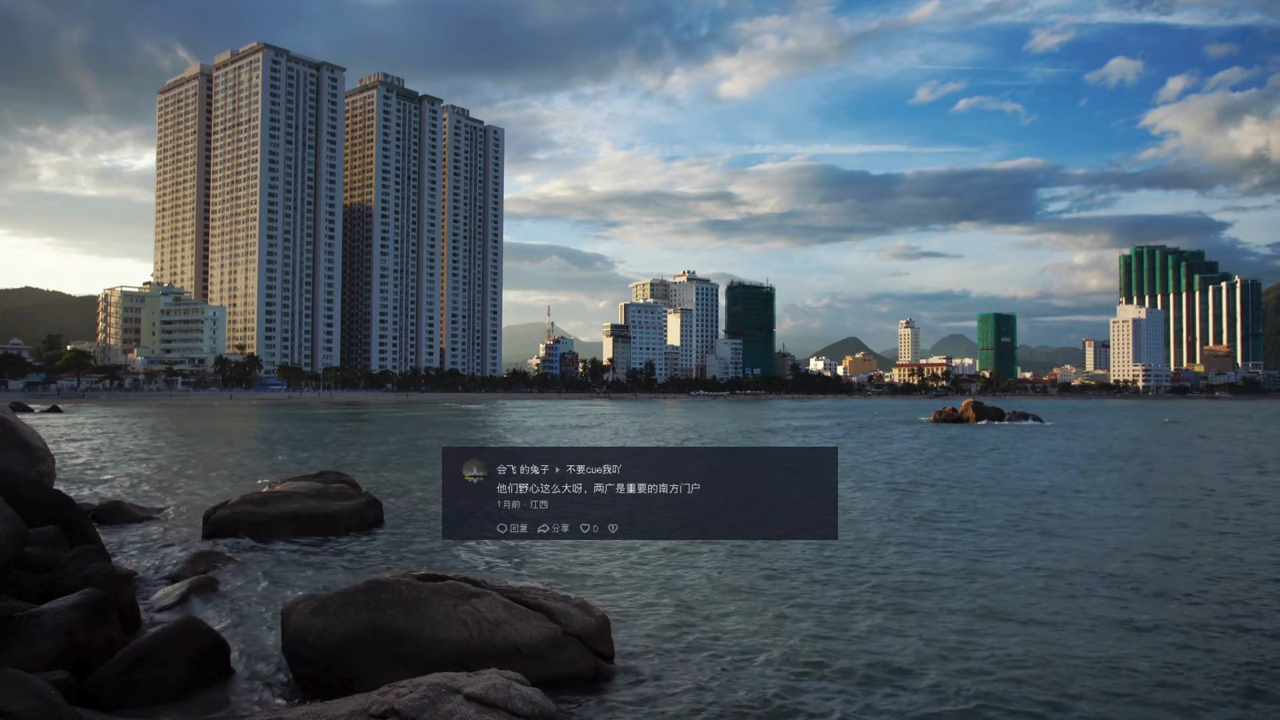 会飞 的兔子 ▸ 不要cue我吖
他们野心这么大呀，两广是重要的南方门户
1月前 · 江西
回复 分享 0